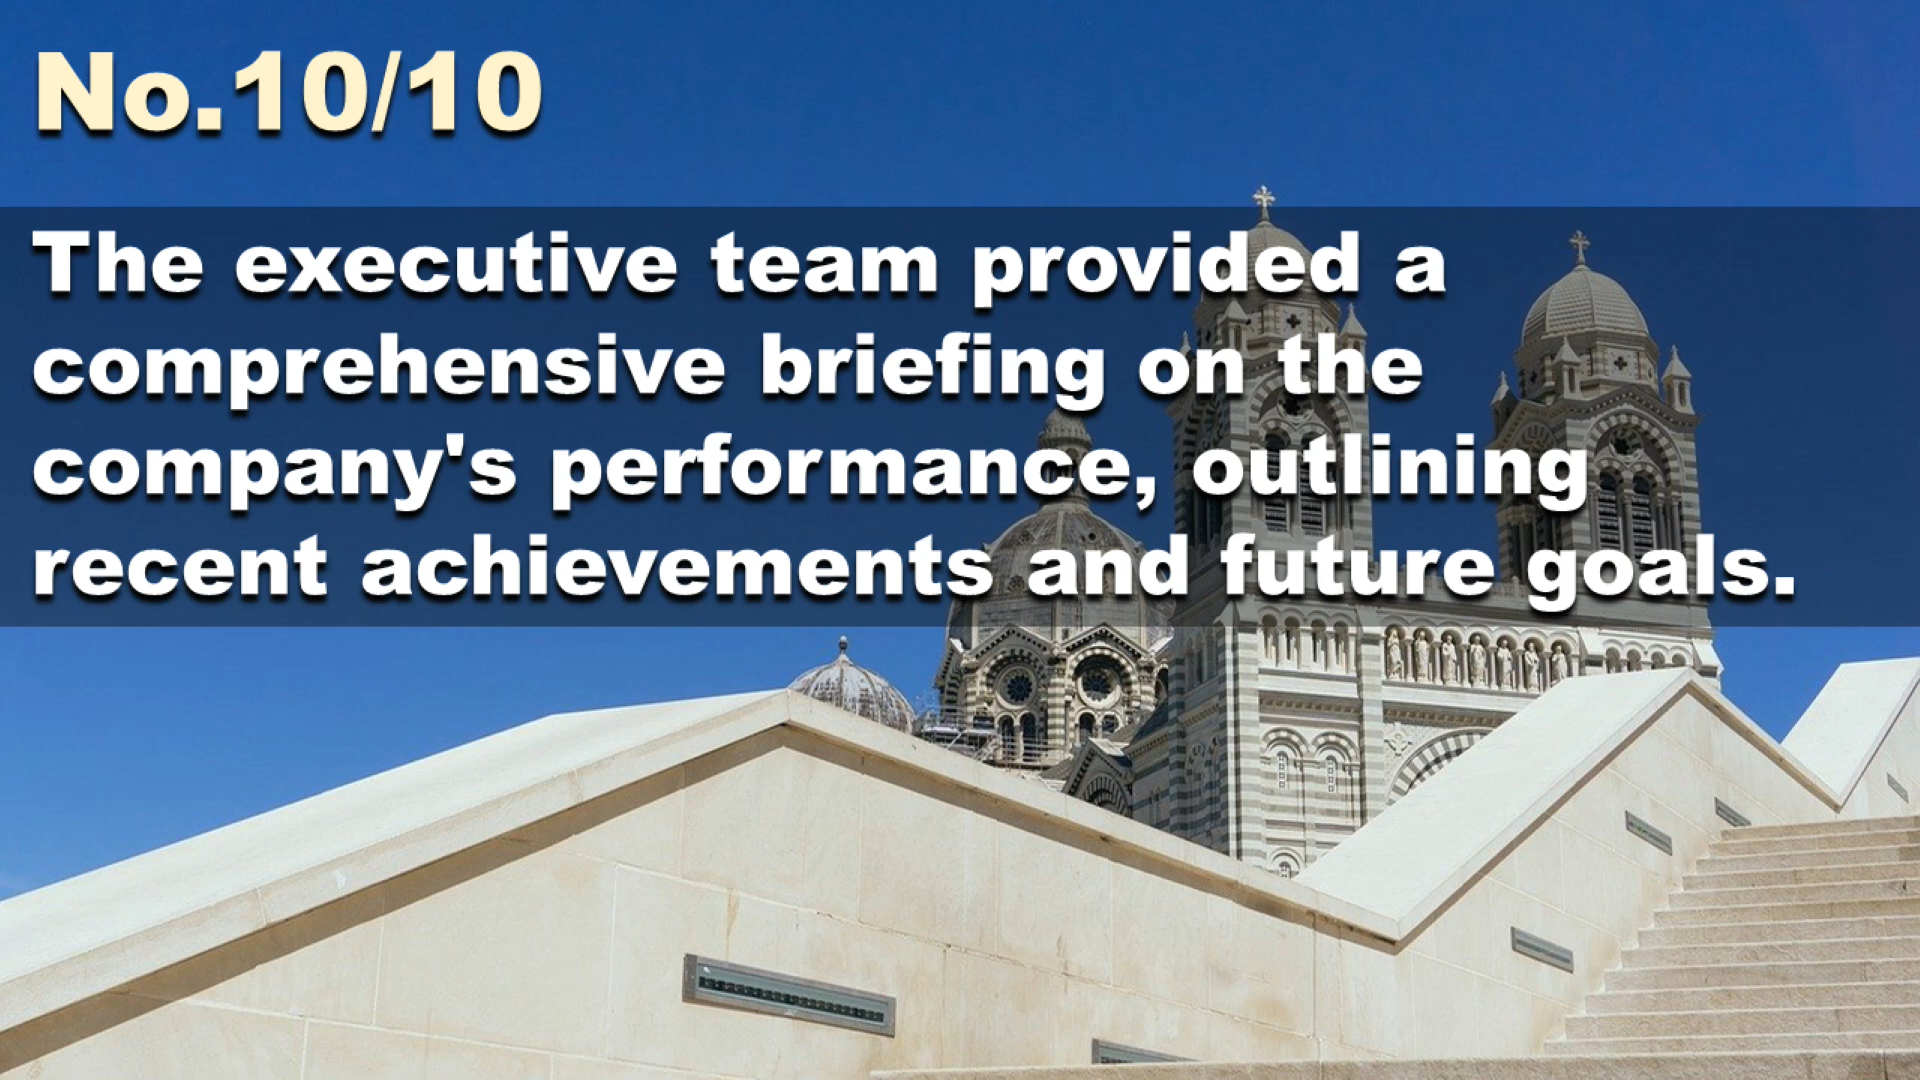 No.10/10
The executive team provided a
comprehensive briefing on the
company's performance, outlining
recent achievements and future goals.